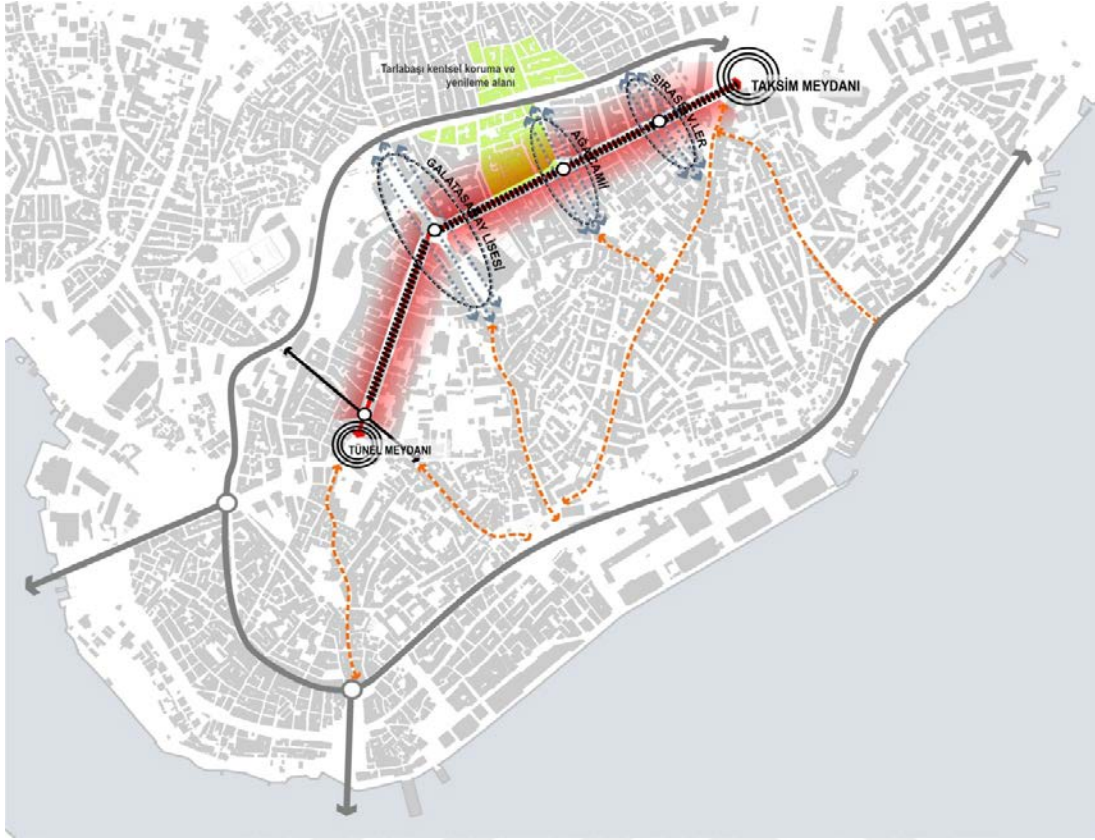 Tarlabaşı kentsel koruma ve
yenileme alanı
TAKSİM MEYDANI
SIRASELVİLER
AĞA CAMİİ
GALATASARAY LİSESİ
TÜNEL MEYDANI